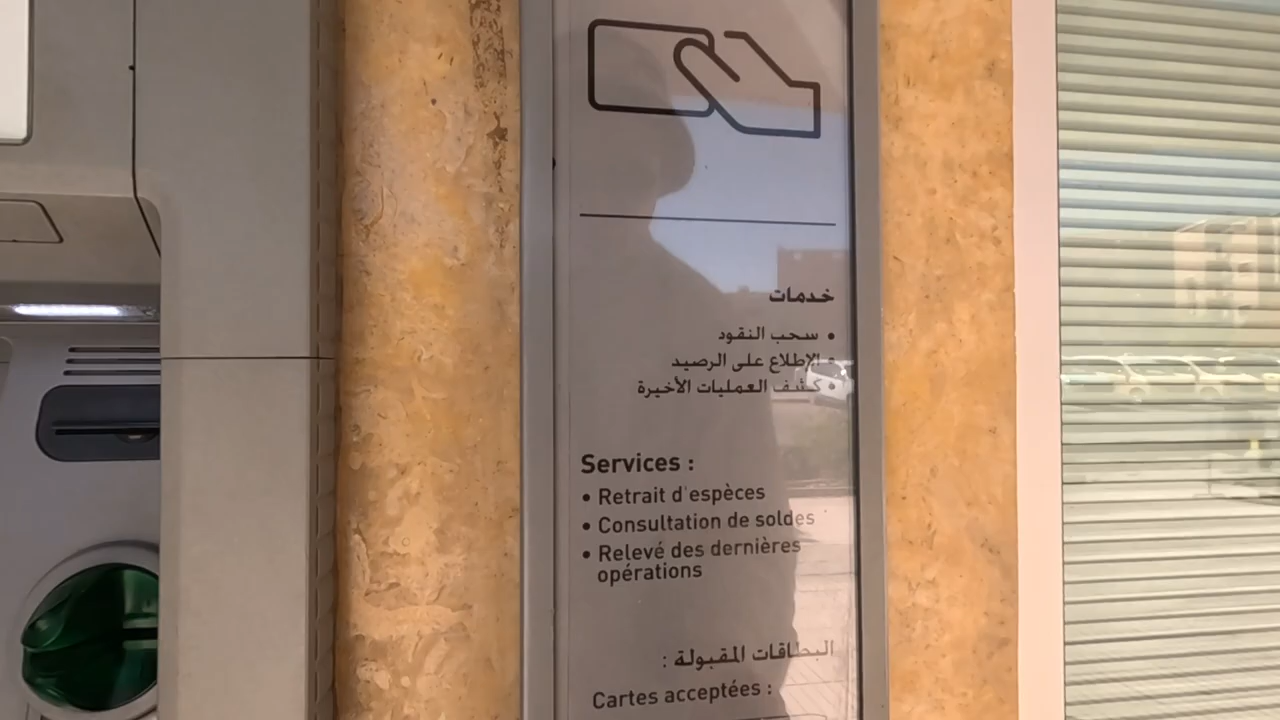 خدمات
• سحب النقود
• الإطلاع على الرصيد
• كشف العمليات الأخيرة
Services :
• Retrait d'espèces
• Consultation de soldes
• Relevé des dernières
opérations
البطاقات المقبولة :
Cartes acceptées :